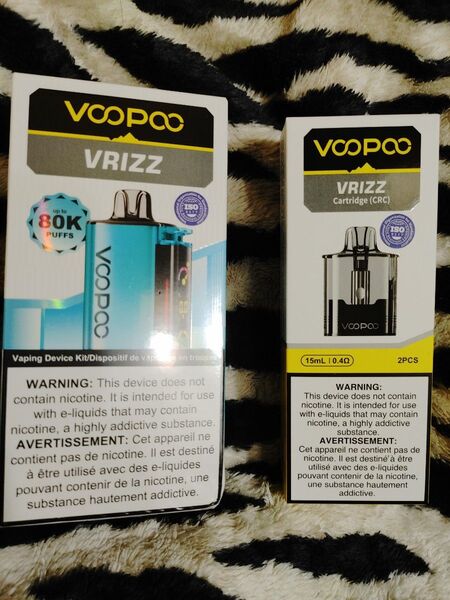 VOOPOO
VRIZZ
up to
80K
PUFFS
ISO
VOOPOO
Vaping Device Kit/Dispositif de
WARNING: This device does not
contain nicotine. It is intended for
use with e-liquids that may contain
nicotine, a highly addictive substance.
AVERTISSEMENT: Cet appareil ne
contient pas de nicotine. Il est destiné
à être utilisé avec des e-liquides
pouvant contenir de la nicotine, une
substance hautement addictive.
VOOPOO
VRIZZ
Cartridge (CRC)
ISO
VOOPOO
15mL | 0.4Ω
2PCS
WARNING: This device does not
contain nicotine. It is intended for use
with e-liquids that may contain
nicotine, a highly addictive
substance.
AVERTISSEMENT: Cet appareil ne
contient pas de nicotine. Il est
destiné à être utilisé avec des
e-liquides pouvant contenir de la
nicotine, une substance hautement
addictive.